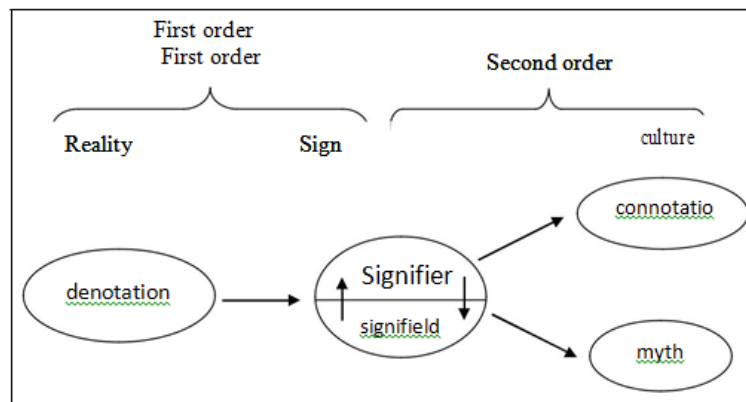 First order
First order
Second order
Reality
Sign
culture
connotatio
Signifier
denotation
signifield
myth